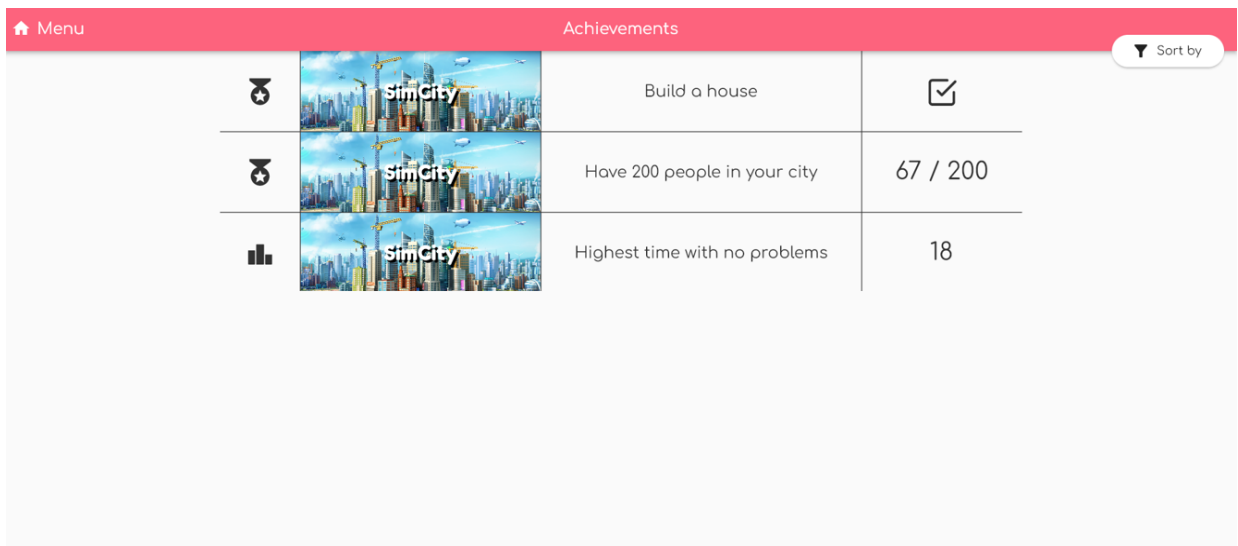 Menu
Achievements
Sort by
SimCity
Build a house
SimCity
Have 200 people in your city
67 / 200
SimCity
Highest time with no problems
18